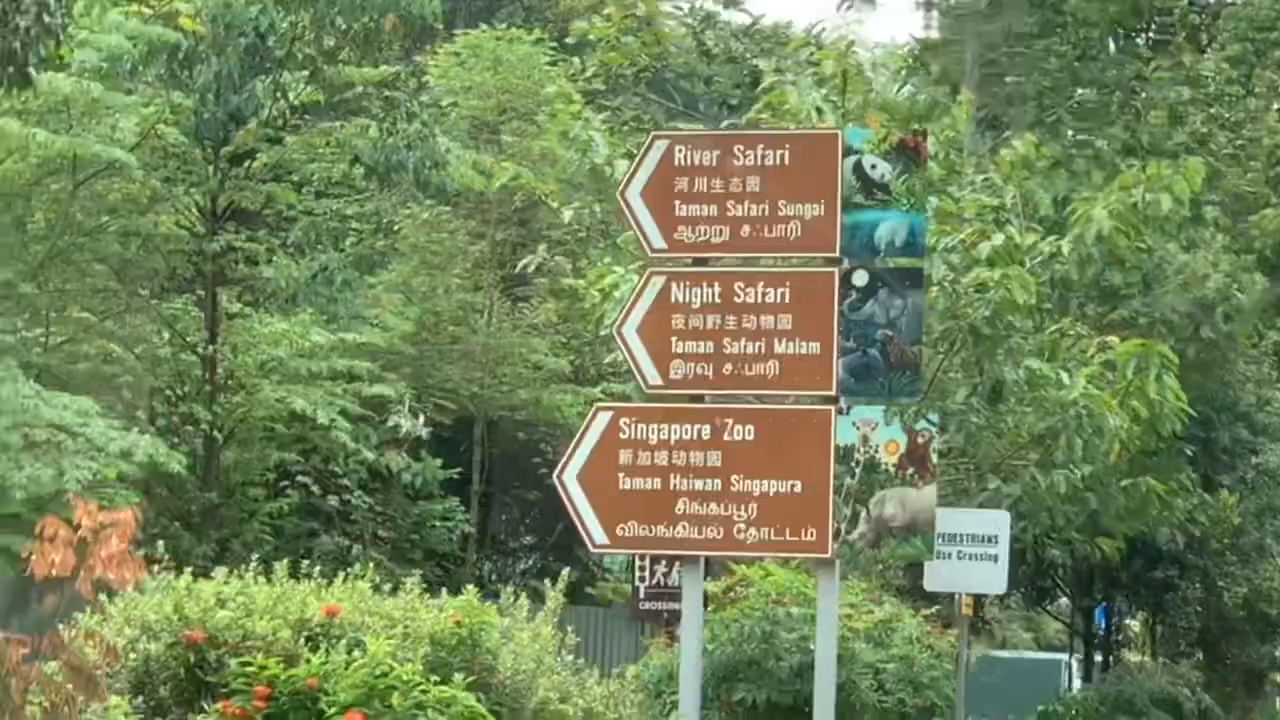 River Safari
河川生态园
Taman Safari Sungai
ஆற்று சஃபாரி
Night Safari
夜间野生动物园
Taman Safari Malam
இரவு சஃபாரி
Singapore Zoo
新加坡动物园
Taman Haiwan Singapura
சிங்கப்பூர்
விலங்கியல் தோட்டம்
PEDESTRIANS
Use Crossing
CROSSING